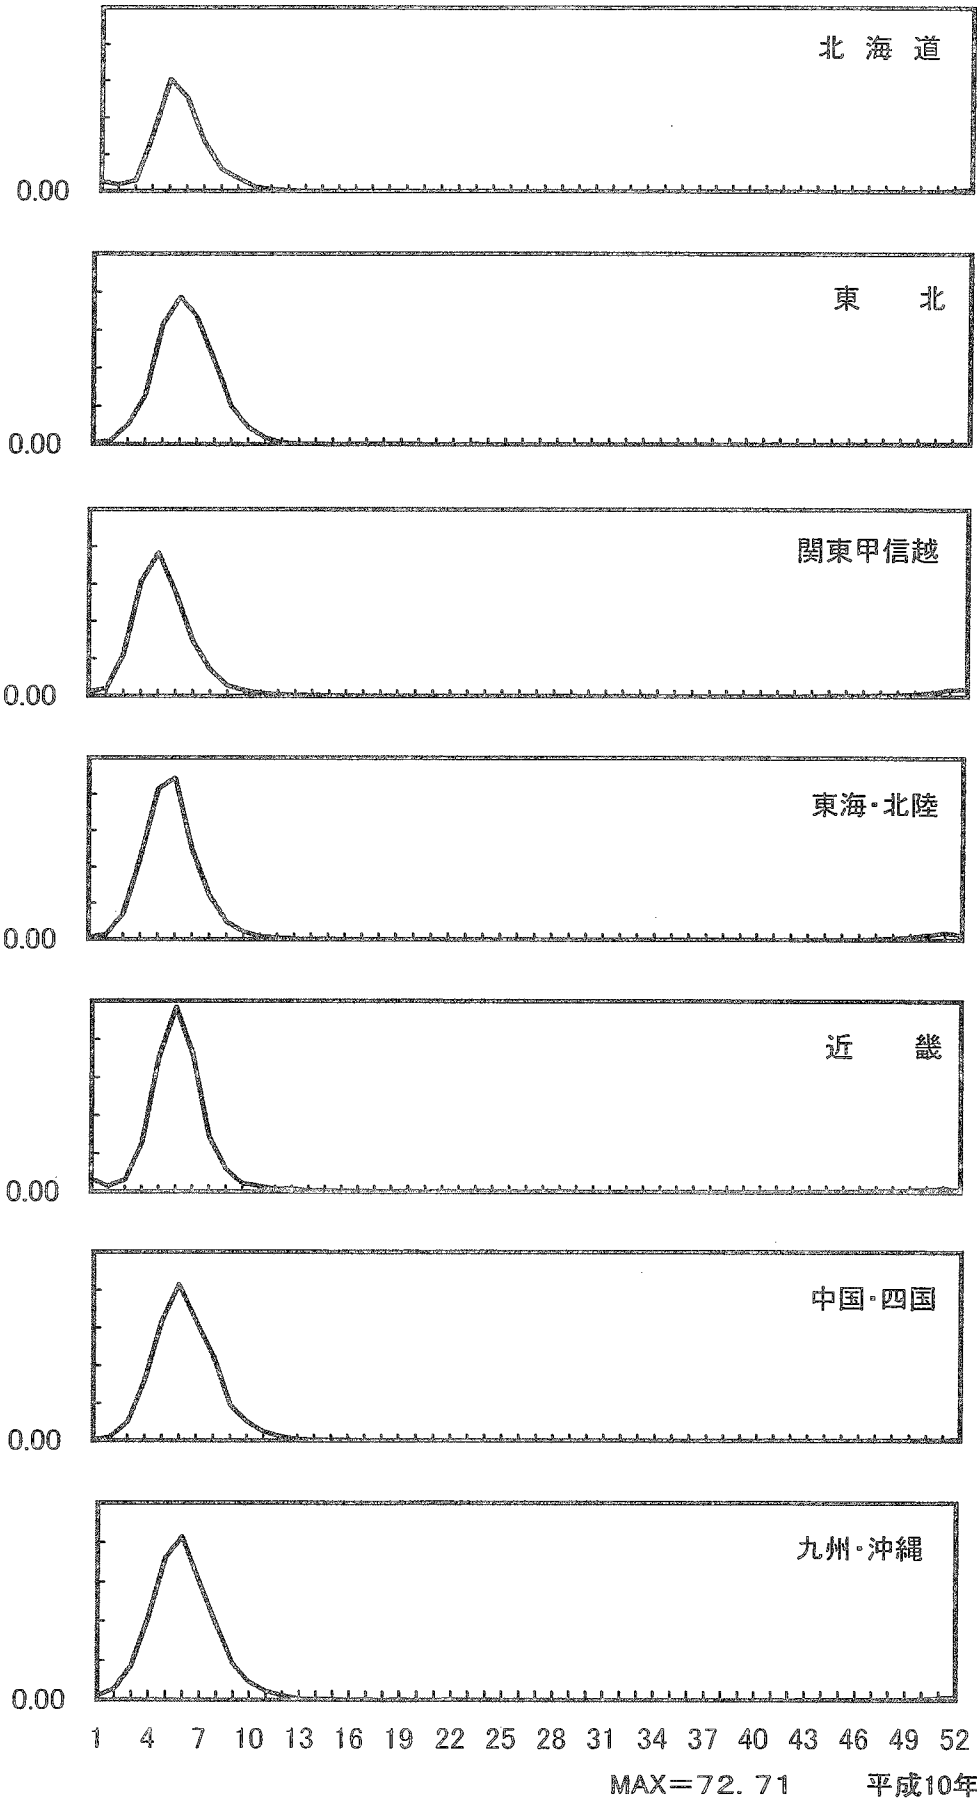 北海道
0.00
東北
0.00
関東甲信越
0.00
東海・北陸
0.00
近畿
0.00
中国・四国
0.00
九州・沖縄
0.00
1 4 7 10 13 16 19 22 25 28 31 34 37 40 43 46 49 52
MAX=72.71 平成10年